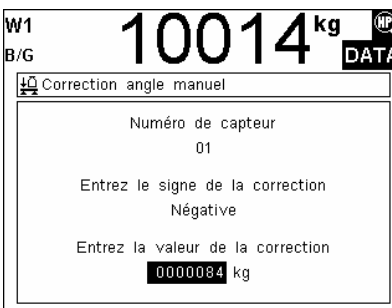 W1
10014 kg
HP
B/G
DATA
Correction angle manuel
Numéro de capteur
01
Entrez le signe de la correction
Négative
Entrez la valeur de la correction
0000084 kg